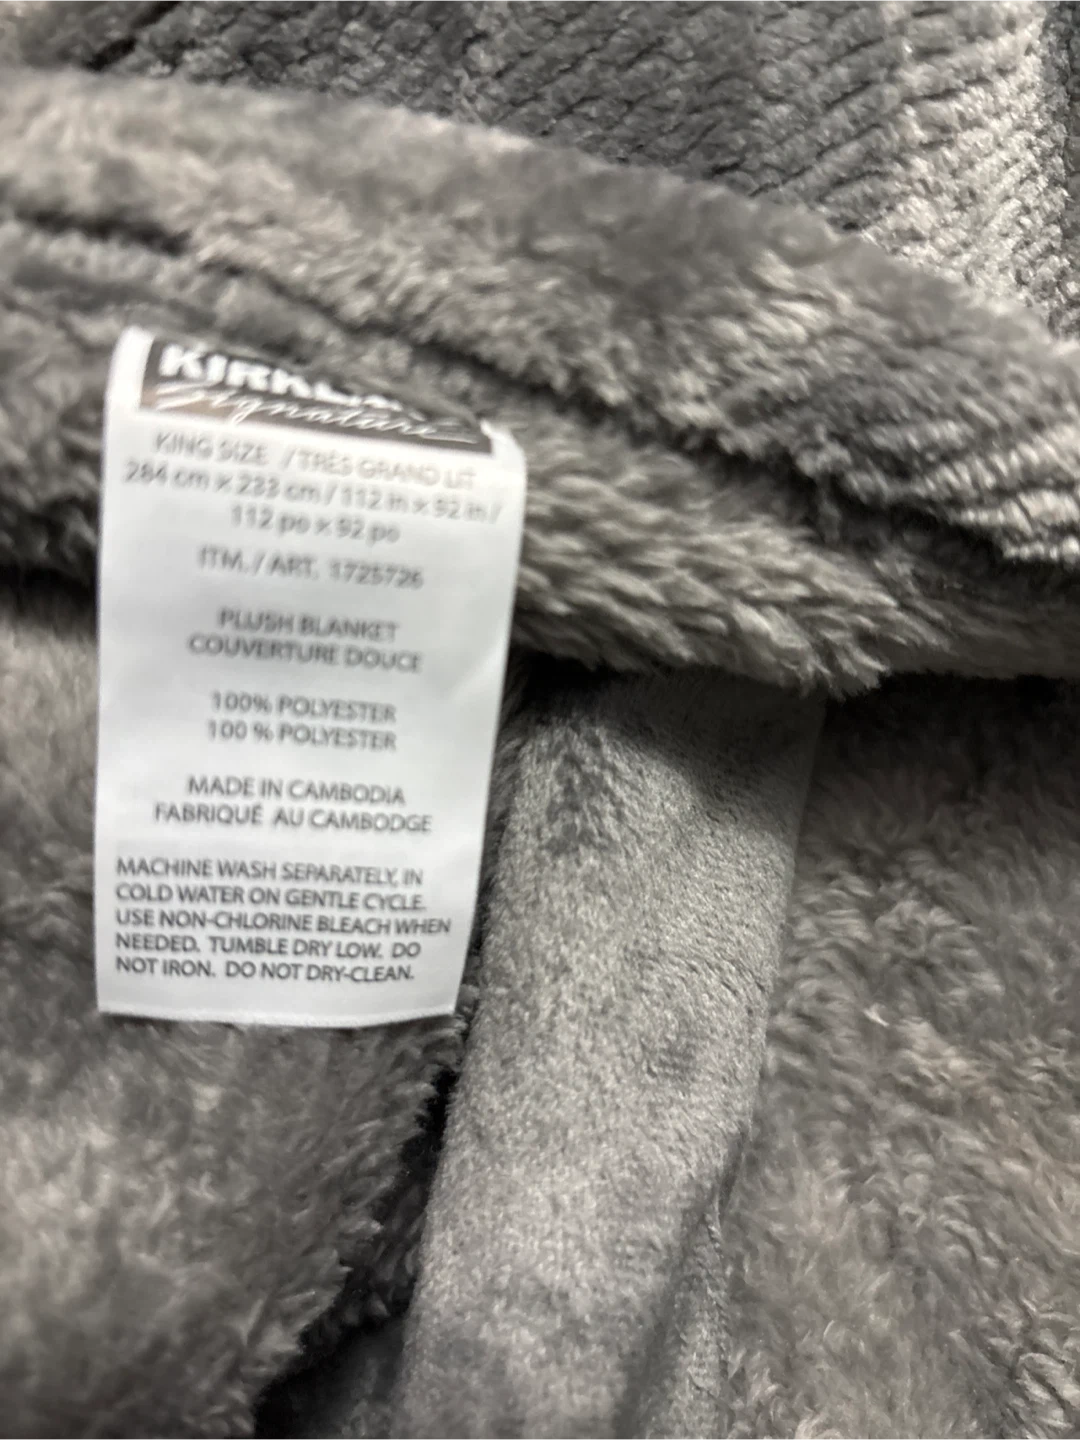 KIRKL
Signature
KING SIZE / TRÈS GRAND LIT
284 cm × 233 cm / 112 in × 92 in /
112 po × 92 po
ITM. / ART. 1725726
PLUSH BLANKET
COUVERTURE DOUCE
100% POLYESTER
100 % POLYESTER
MADE IN CAMBODIA
FABRIQUÉ AU CAMBODGE
MACHINE WASH SEPARATELY, IN
COLD WATER ON GENTLE CYCLE.
USE NON-CHLORINE BLEACH WHEN
NEEDED. TUMBLE DRY LOW. DO
NOT IRON. DO NOT DRY-CLEAN.